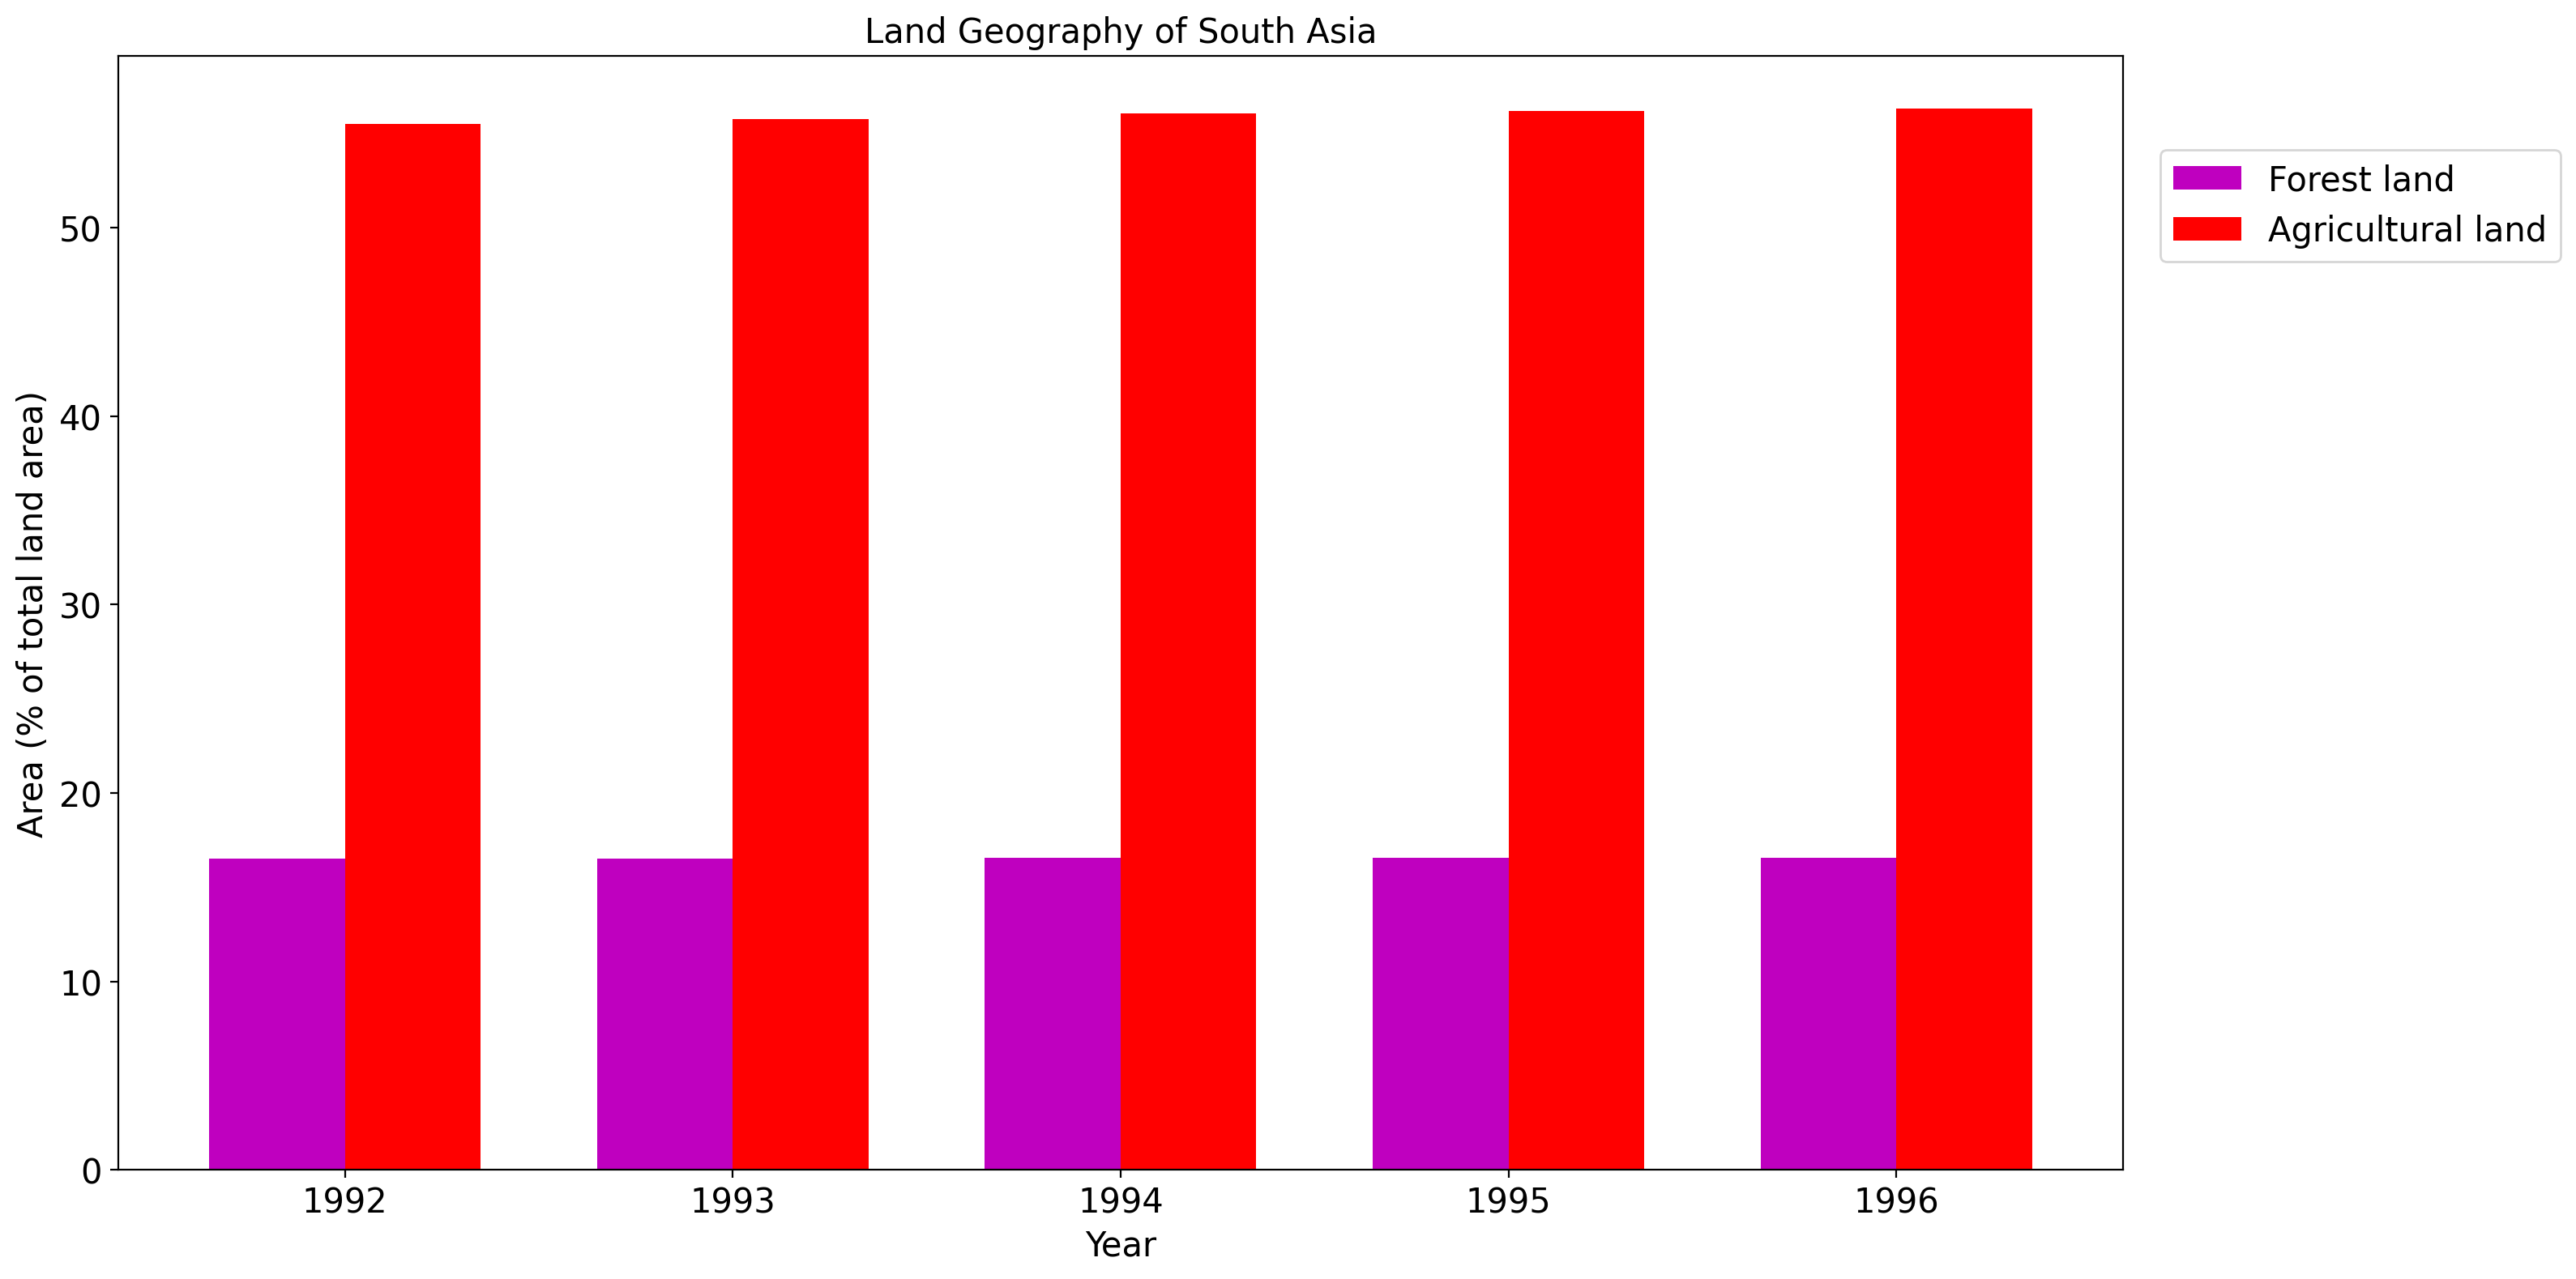 Land Geography of South Asia
Area (% of total land area)
50
40
30
20
10
0
1992 1993 1994 1995 1996
Year
Forest land
Agricultural land